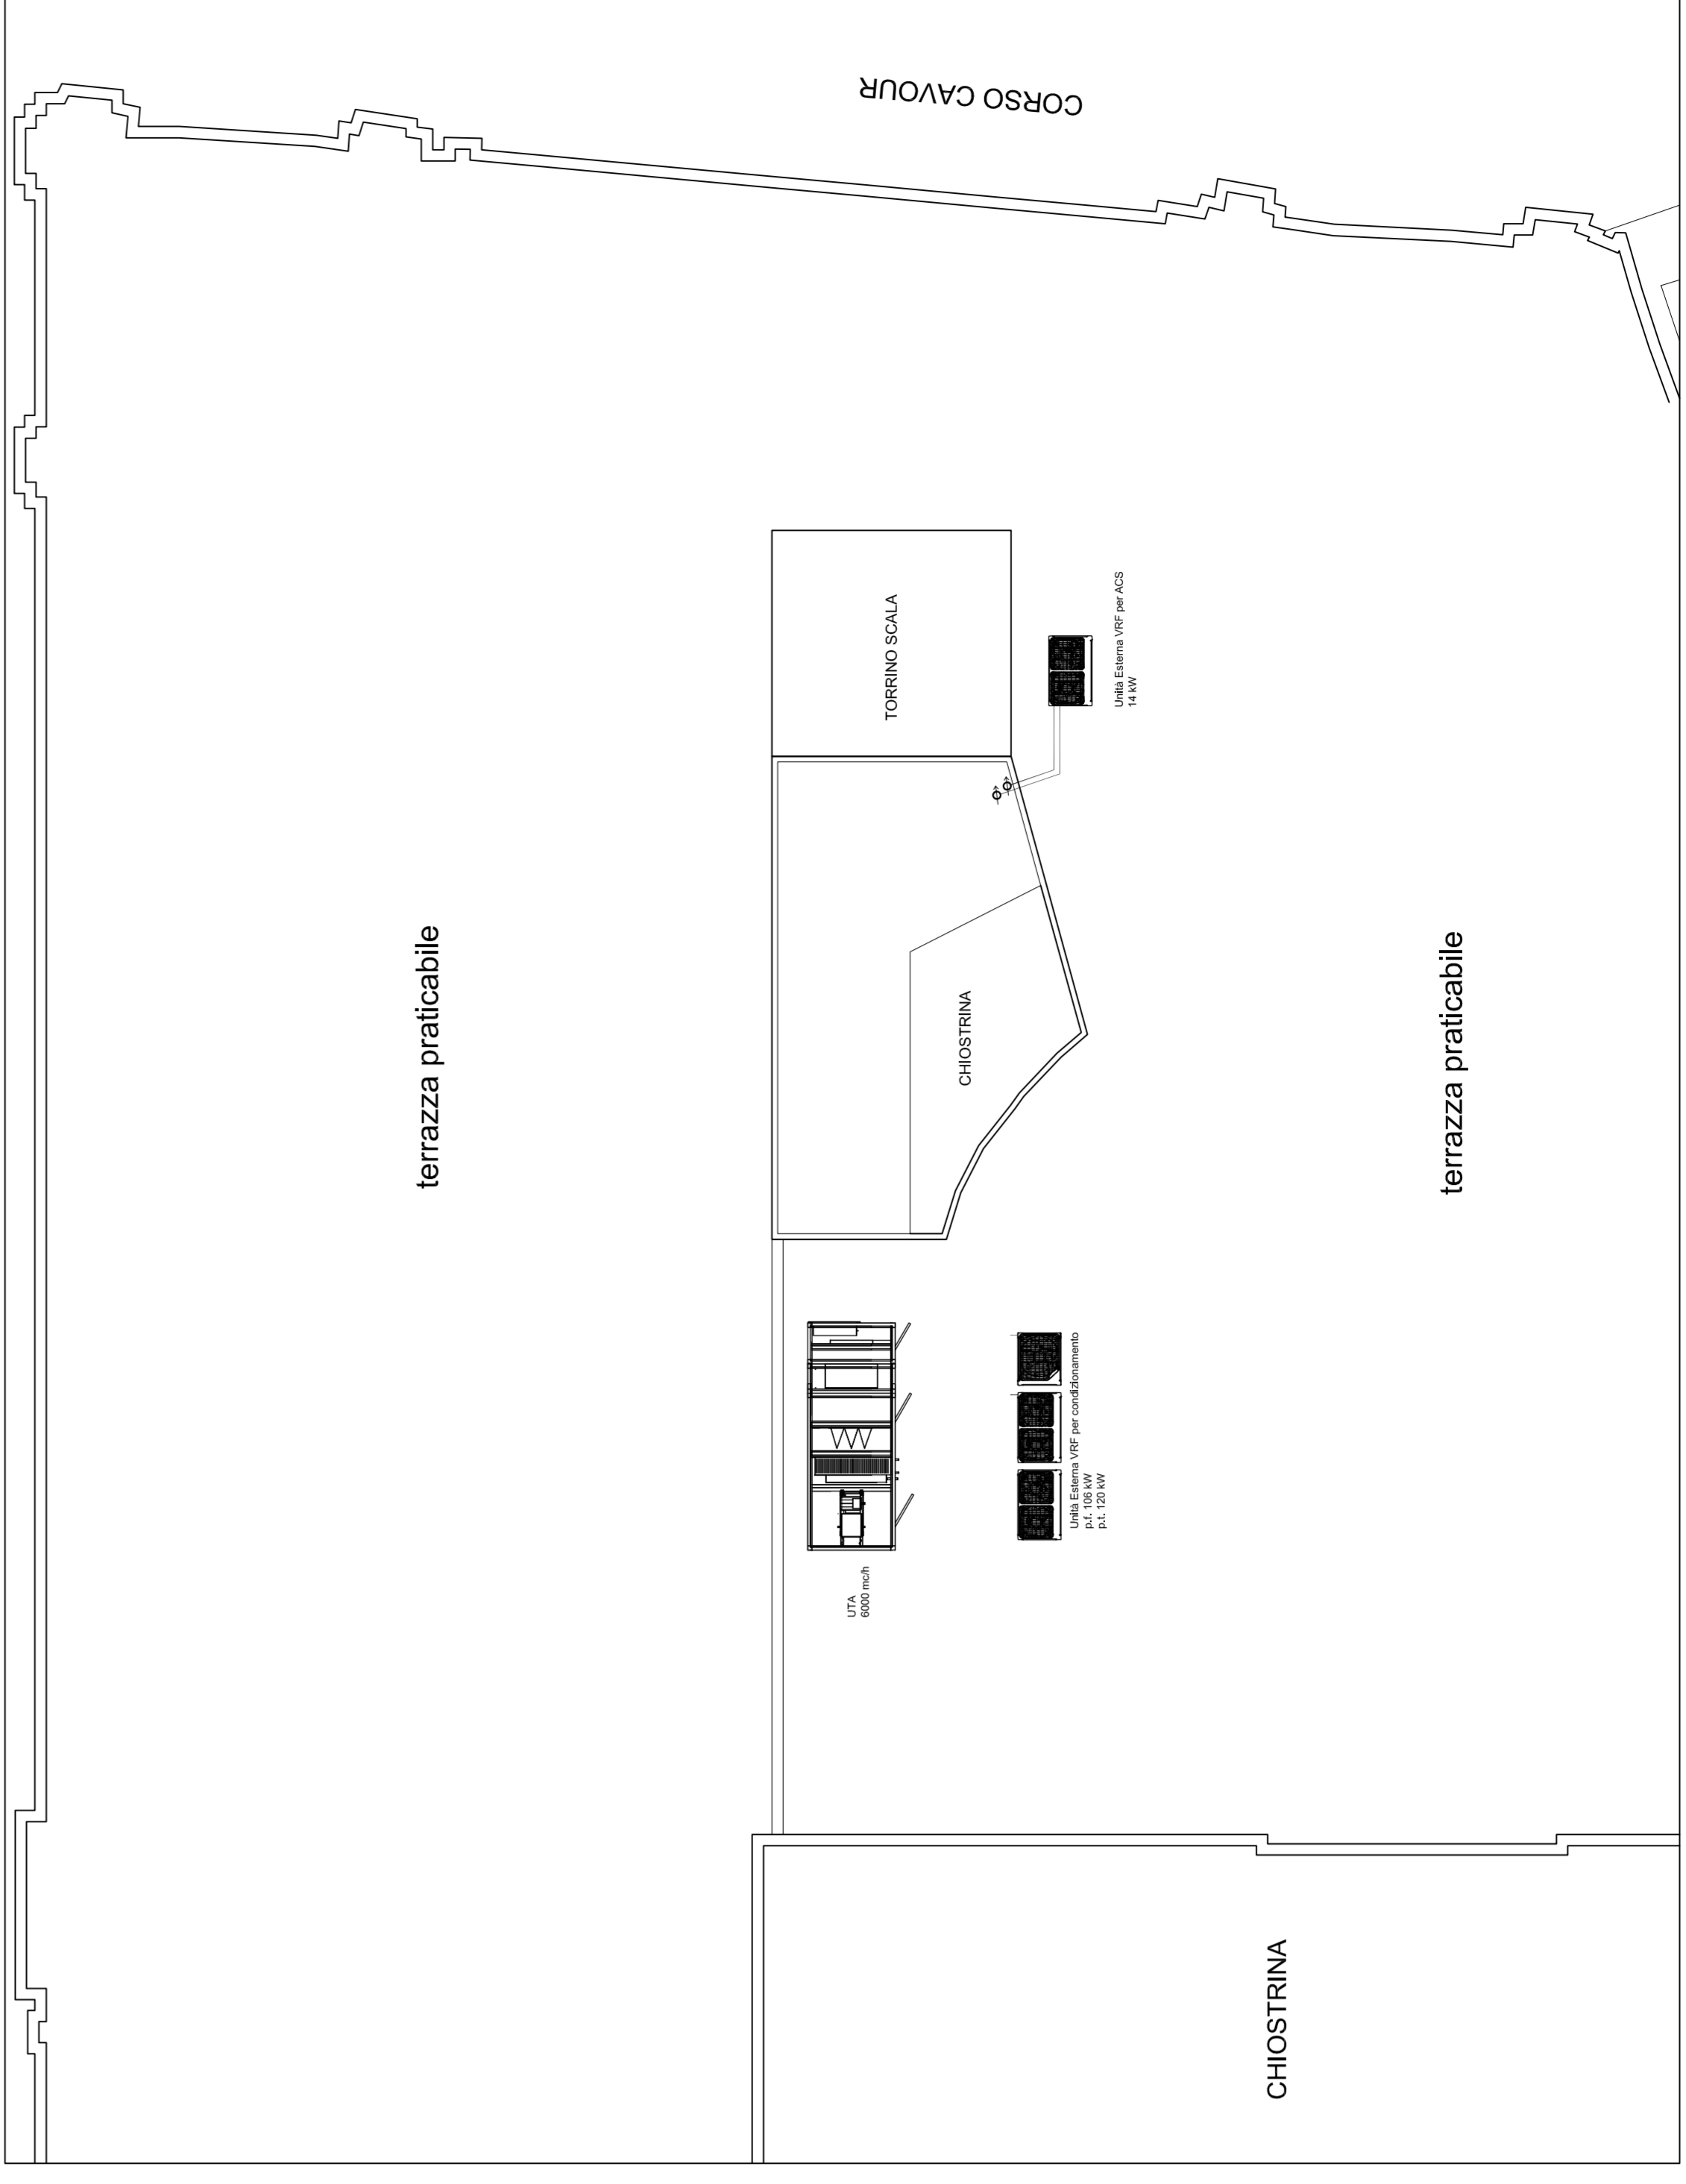 CORSO CAVOUR
TORRINO SCALA
Unità Esterna VRF per ACS
14 kW
terrazza praticabile
CHIOSTRINA
terrazza praticabile
UTA
6000 mc/h
Unità Esterna VRF per condizionamento
p.f. 106 kW
p.t. 120 kW
CHIOSTRINA